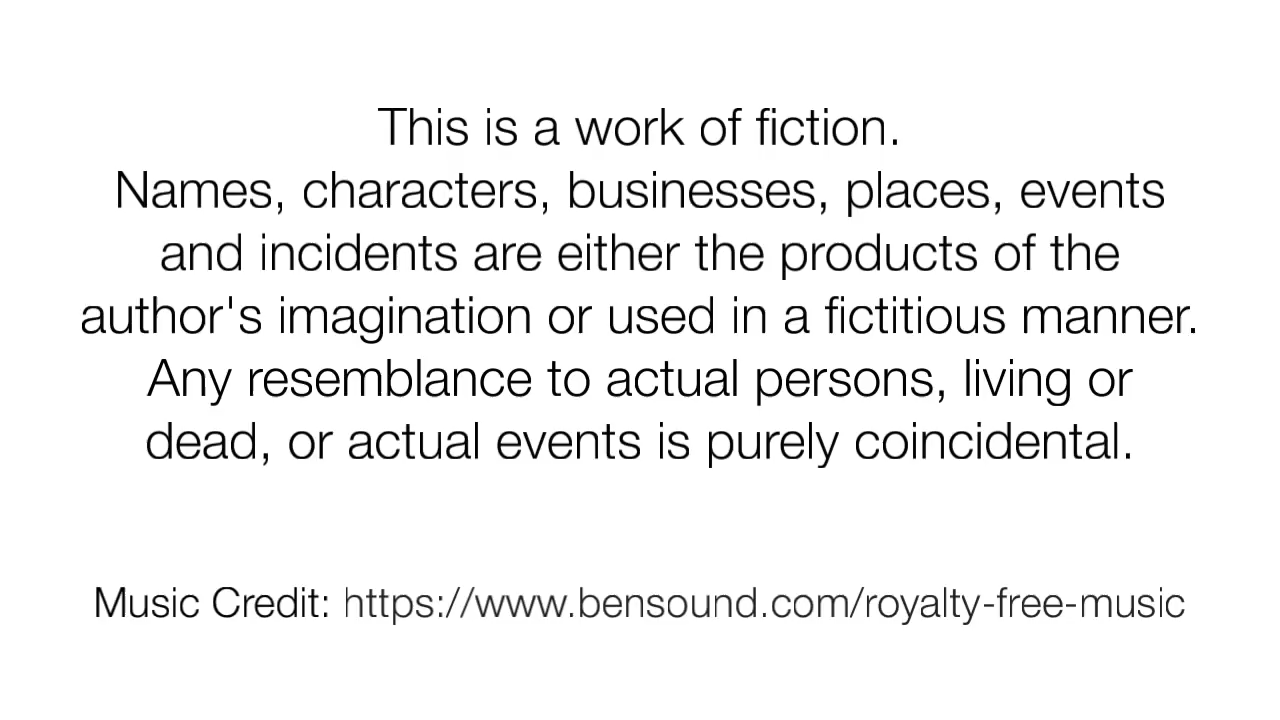 This is a work of fiction.
Names, characters, businesses, places, events
and incidents are either the products of the
author's imagination or used in a fictitious manner.
Any resemblance to actual persons, living or
dead, or actual events is purely coincidental.
Music Credit: https://www.bensound.com/royalty-free-music